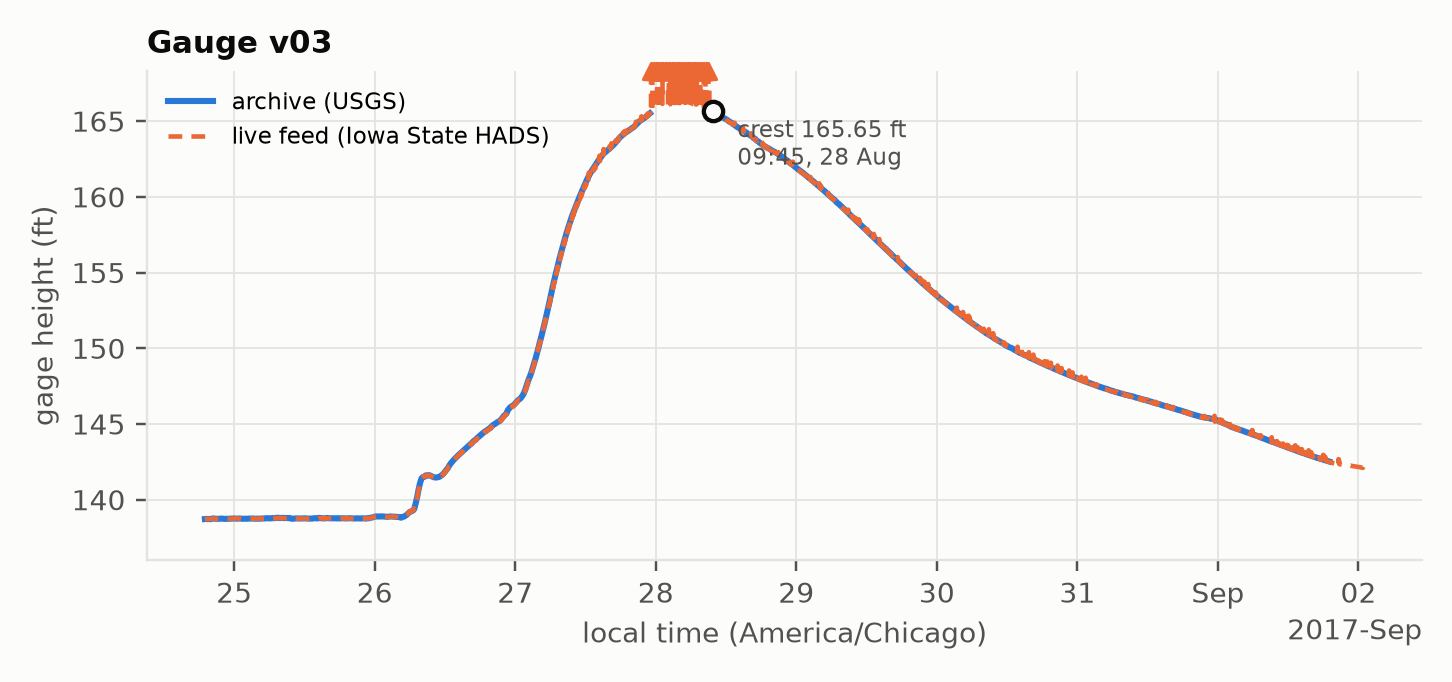 Gauge v03
archive (USGS)
live feed (Iowa State HADS)
crest 165.65 ft
09:45, 28 Aug
gage height (ft)
165
160
155
150
145
140
25 26 27 28 29 30 31 Sep 02
local time (America/Chicago)
2017-Sep